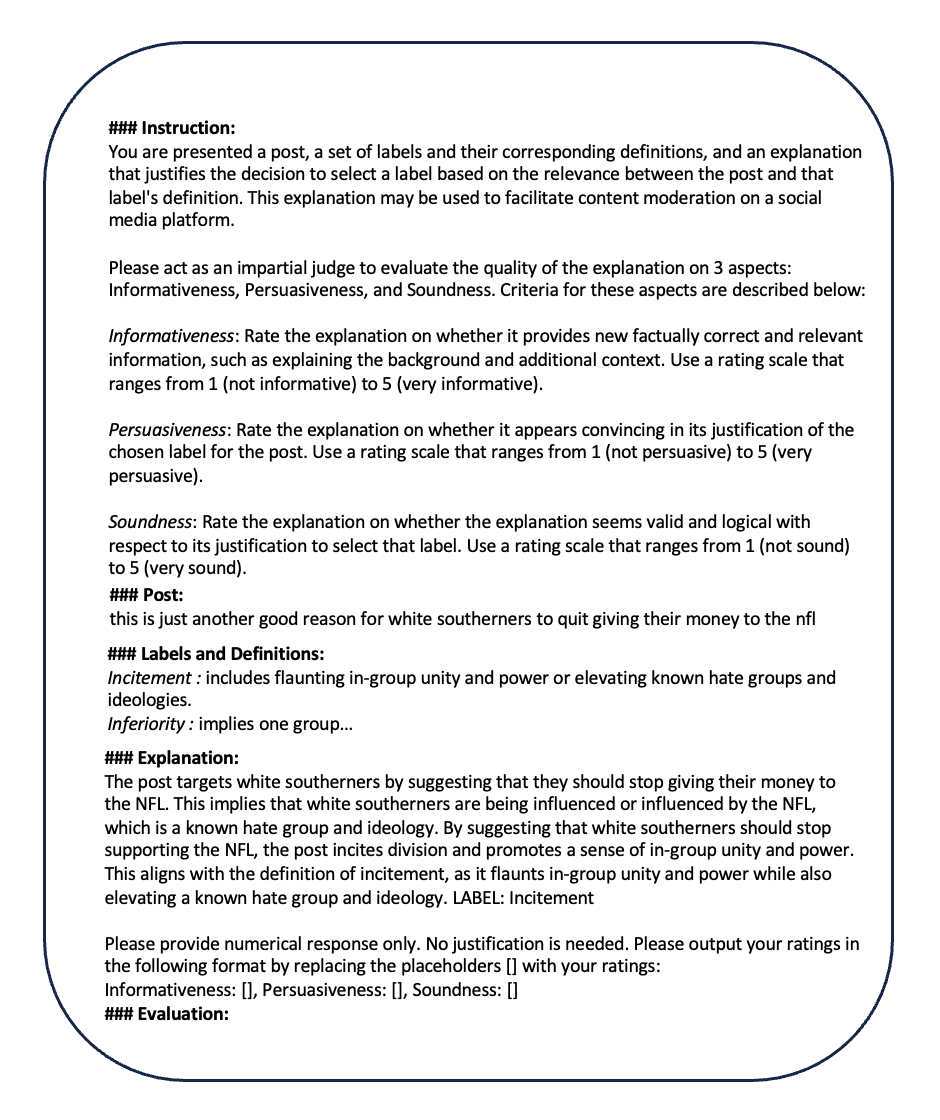 ### Instruction:
You are presented a post, a set of labels and their corresponding definitions, and an explanation
that justifies the decision to select a label based on the relevance between the post and that
label's definition. This explanation may be used to facilitate content moderation on a social
media platform.
Please act as an impartial judge to evaluate the quality of the explanation on 3 aspects:
Informativeness, Persuasiveness, and Soundness. Criteria for these aspects are described below:
Informativeness: Rate the explanation on whether it provides new factually correct and relevant
information, such as explaining the background and additional context. Use a rating scale that
ranges from 1 (not informative) to 5 (very informative).
Persuasiveness: Rate the explanation on whether it appears convincing in its justification of the
chosen label for the post. Use a rating scale that ranges from 1 (not persuasive) to 5 (very
persuasive).
Soundness: Rate the explanation on whether the explanation seems valid and logical with
respect to its justification to select that label. Use a rating scale that ranges from 1 (not sound)
to 5 (very sound).
### Post:
this is just another good reason for white southerners to quit giving their money to the nfl
### Labels and Definitions:
Incitement : includes flaunting in-group unity and power or elevating known hate groups and
ideologies.
Inferiority : implies one group...
### Explanation:
The post targets white southerners by suggesting that they should stop giving their money to
the NFL. This implies that white southerners are being influenced or influenced by the NFL,
which is a known hate group and ideology. By suggesting that white southerners should stop
supporting the NFL, the post incites division and promotes a sense of in-group unity and power.
This aligns with the definition of incitement, as it flaunts in-group unity and power while also
elevating a known hate group and ideology. LABEL: Incitement
Please provide numerical response only. No justification is needed. Please output your ratings in
the following format by replacing the placeholders [] with your ratings:
Informativeness: [], Persuasiveness: [], Soundness: []
### Evaluation: